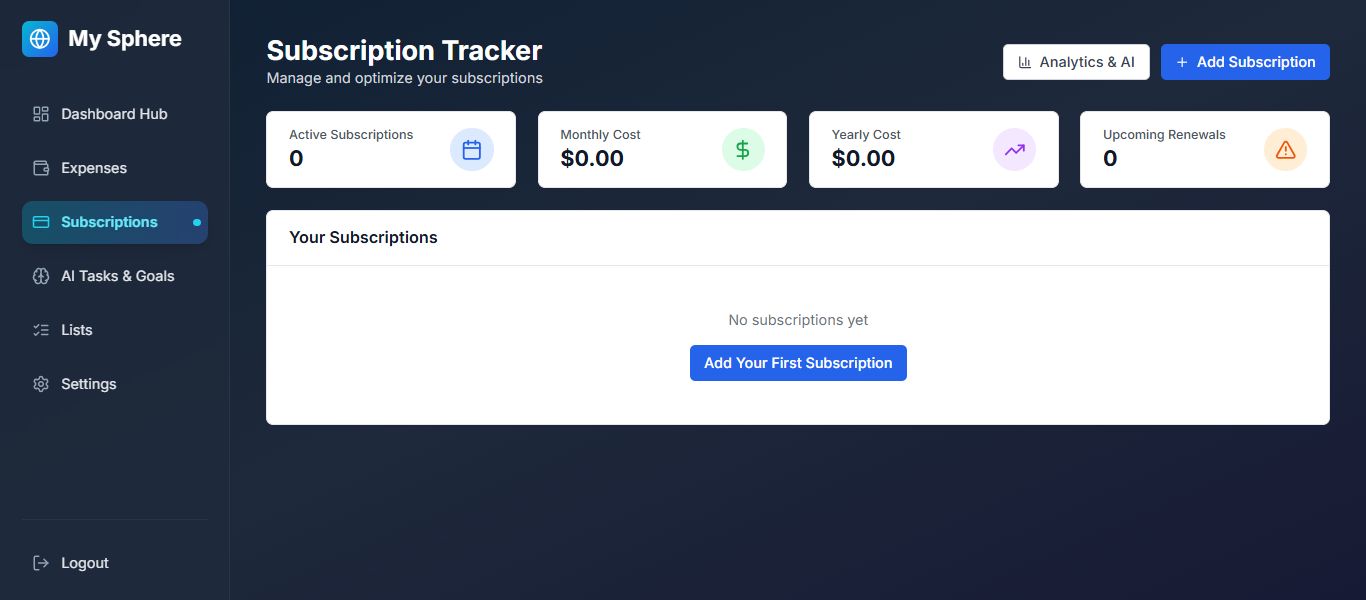 My Sphere
Dashboard Hub
Expenses
Subscriptions
AI Tasks & Goals
Lists
Settings
Logout
Subscription Tracker
Manage and optimize your subscriptions
Analytics & AI
+ Add Subscription
Active Subscriptions
0
Monthly Cost
$0.00
Yearly Cost
$0.00
Upcoming Renewals
0
Your Subscriptions
No subscriptions yet
Add Your First Subscription